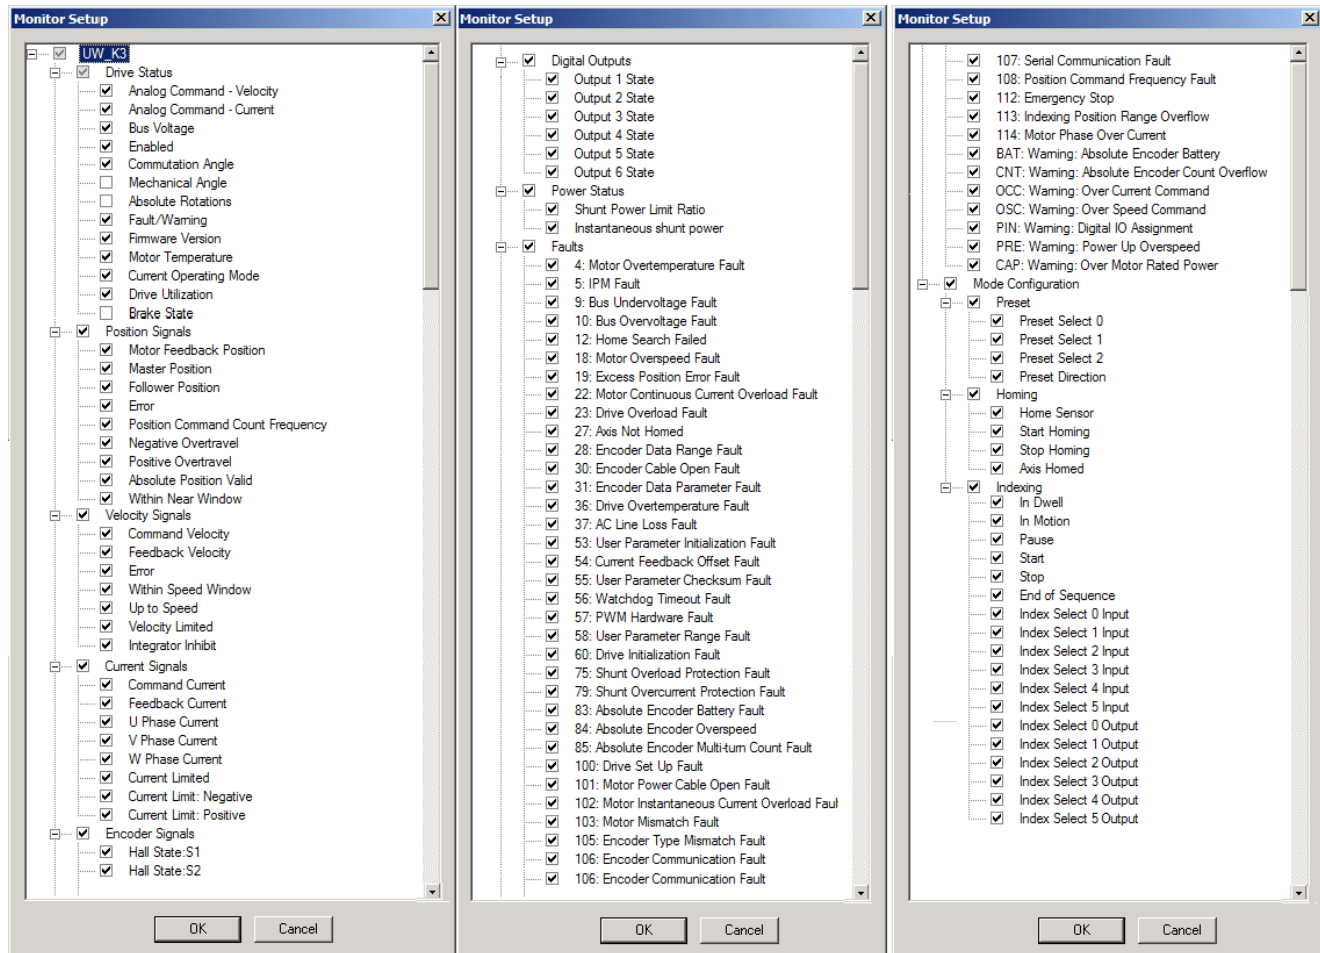 Monitor Setup
UW_K3
Drive Status
Analog Command - Velocity
Analog Command - Current
Bus Voltage
Enabled
Commutation Angle
Mechanical Angle
Absolute Rotations
Fault/Warning
Firmware Version
Motor Temperature
Current Operating Mode
Drive Utilization
Brake State
Position Signals
Motor Feedback Position
Master Position
Follower Position
Error
Position Command Count Frequency
Negative Overtravel
Positive Overtravel
Absolute Position Valid
Within Near Window
Velocity Signals
Command Velocity
Feedback Velocity
Error
Within Speed Window
Up to Speed
Velocity Limited
Integrator Inhibit
Current Signals
Command Current
Feedback Current
U Phase Current
V Phase Current
W Phase Current
Current Limited
Current Limit: Negative
Current Limit: Positive
Encoder Signals
Hall State:S1
Hall State:S2
OK
Cancel
Monitor Setup
Digital Outputs
Output 1 State
Output 2 State
Output 3 State
Output 4 State
Output 5 State
Output 6 State
Power Status
Shunt Power Limit Ratio
Instantaneous shunt power
Faults
4: Motor Overtemperature Fault
5: IPM Fault
9: Bus Undervoltage Fault
10: Bus Overvoltage Fault
12: Home Search Failed
18: Motor Overspeed Fault
19: Excess Position Error Fault
22: Motor Continuous Current Overload Fault
23: Drive Overload Fault
27: Axis Not Homed
28: Encoder Data Range Fault
30: Encoder Cable Open Fault
31: Encoder Data Parameter Fault
36: Drive Overtemperature Fault
37: AC Line Loss Fault
53: User Parameter Initialization Fault
54: Current Feedback Offset Fault
55: User Parameter Checksum Fault
56: Watchdog Timeout Fault
57: PWM Hardware Fault
58: User Parameter Range Fault
60: Drive Initialization Fault
75: Shunt Overload Protection Fault
79: Shunt Overcurrent Protection Fault
83: Absolute Encoder Battery Fault
84: Absolute Encoder Overspeed
85: Absolute Encoder Multi-turn Count Fault
100: Drive Set Up Fault
101: Motor Power Cable Open Fault
102: Motor Instantaneous Current Overload Faul
103: Motor Mismatch Fault
105: Encoder Type Mismatch Fault
106: Encoder Communication Fault
106: Encoder Communication Fault
OK
Cancel
Monitor Setup
107: Serial Communication Fault
108: Position Command Frequency Fault
112: Emergency Stop
113: Indexing Position Range Overflow
114: Motor Phase Over Current
BAT: Warning: Absolute Encoder Battery
CNT: Warning: Absolute Encoder Count Overflow
OCC: Warning: Over Current Command
OSC: Warning: Over Speed Command
PIN: Warning: Digital IO Assignment
PRE: Warning: Power Up Overspeed
CAP: Warning: Over Motor Rated Power
Mode Configuration
Preset
Preset Select 0
Preset Select 1
Preset Select 2
Preset Direction
Homing
Home Sensor
Start Homing
Stop Homing
Axis Homed
Indexing
In Dwell
In Motion
Pause
Start
Stop
End of Sequence
Index Select 0 Input
Index Select 1 Input
Index Select 2 Input
Index Select 3 Input
Index Select 4 Input
Index Select 5 Input
Index Select 0 Output
Index Select 1 Output
Index Select 2 Output
Index Select 3 Output
Index Select 4 Output
Index Select 5 Output
OK
Cancel